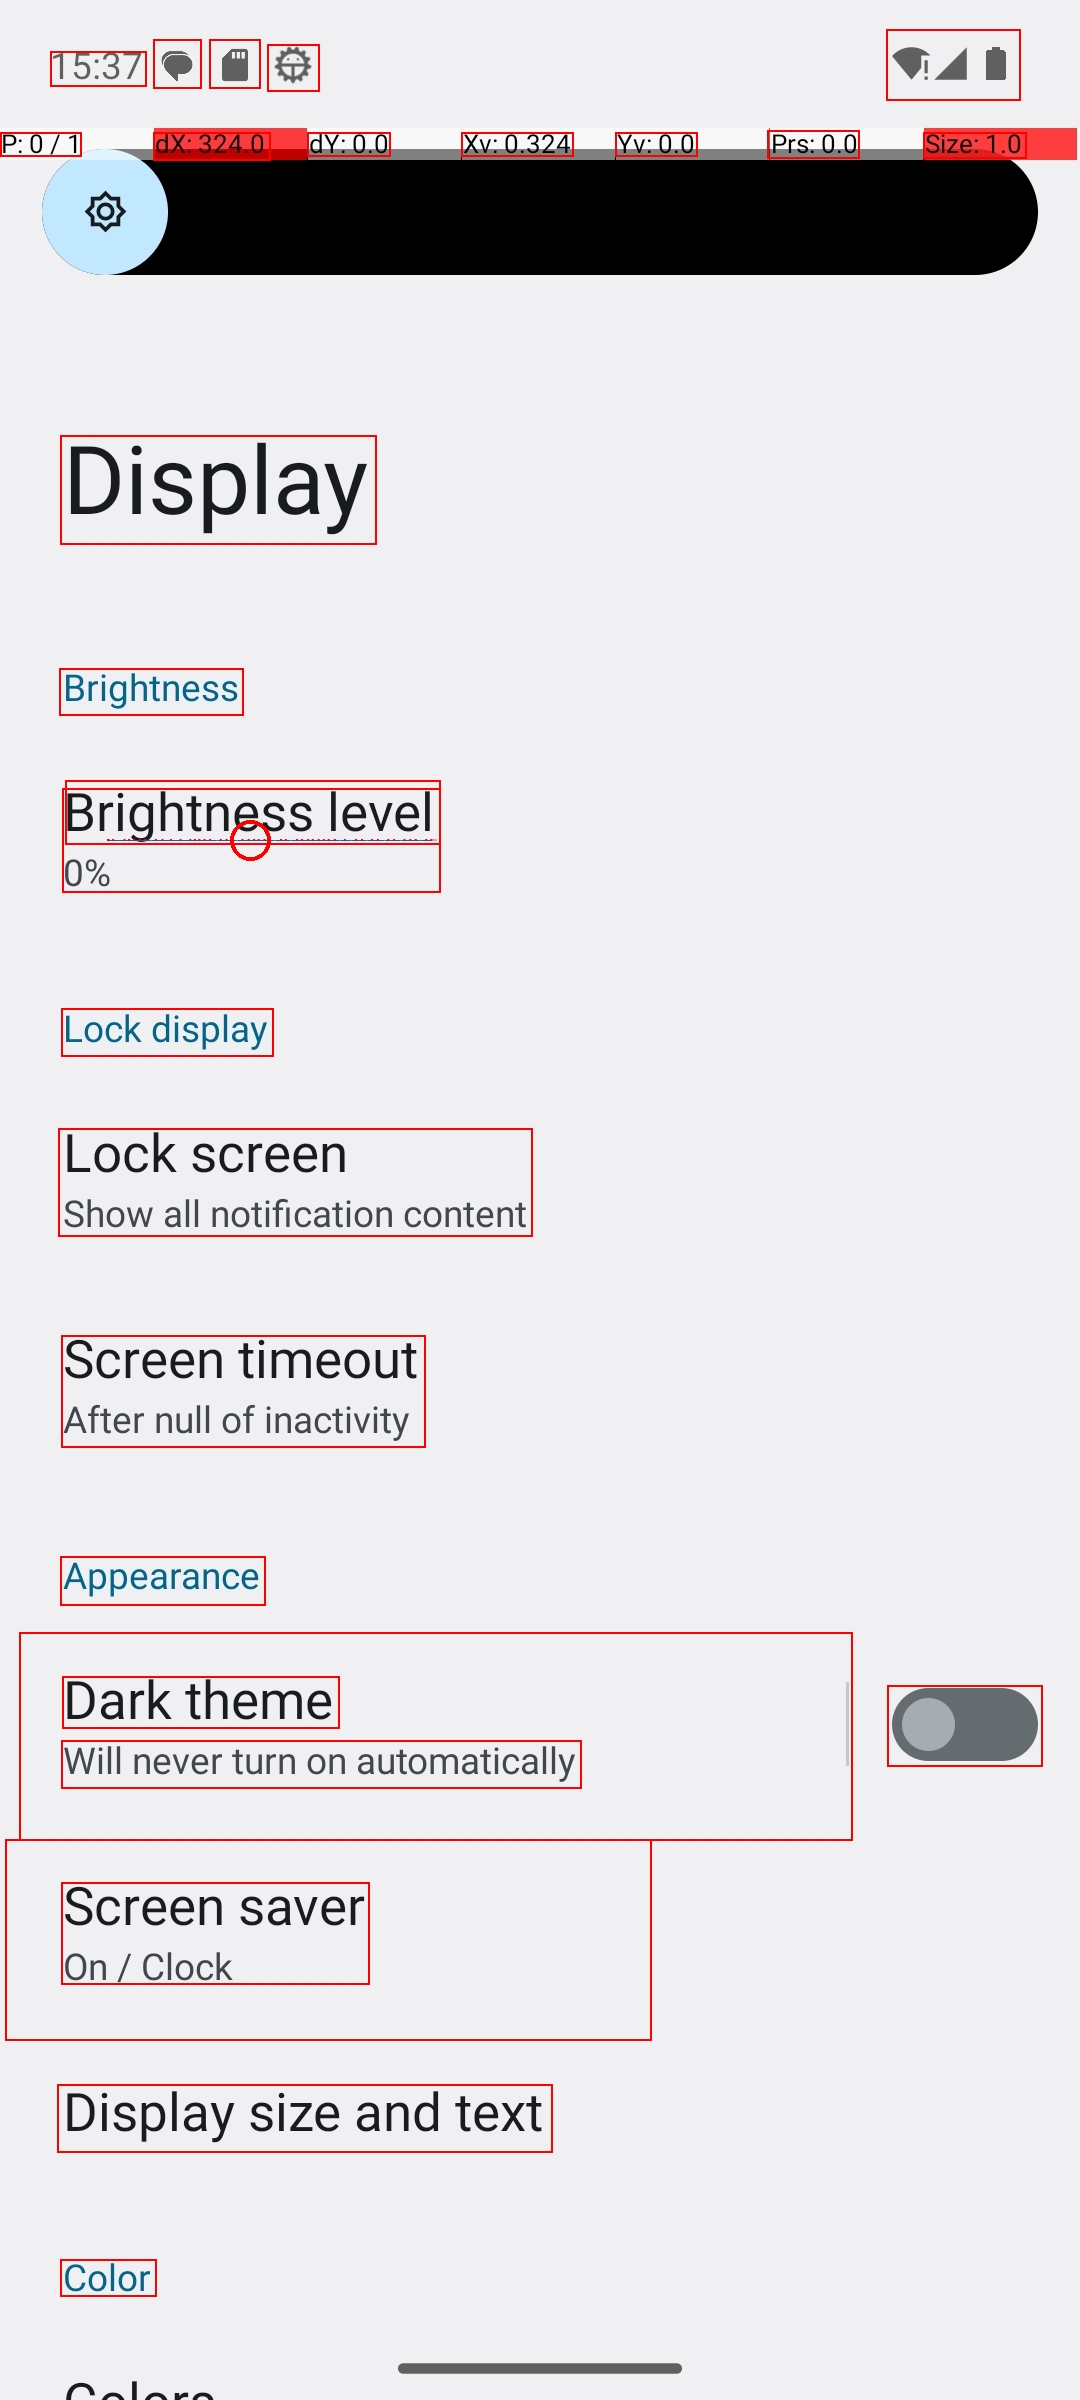 15:37
P: 0 / 1 dX: 324.0 dY: 0.0 Xv: 0.324 Yv: 0.0 Prs: 0.0 Size: 1.0
Display
Brightness
Brightness level
0%
Lock display
Lock screen
Show all notification content
Screen timeout
After null of inactivity
Appearance
Dark theme
Will never turn on automatically
Screen saver
On / Clock
Display size and text
Color
Colors